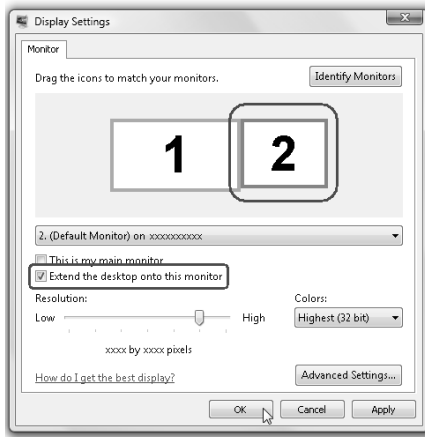 Display Settings
Monitor
Drag the icons to match your monitors.
Identify Monitors
1
2
2. (Default Monitor) on xxxxxxxxxx
This is my main monitor
Extend the desktop onto this monitor
Resolution:
Colors:
Low
High
Highest (32 bit)
xxxx by xxxx pixels
How do I get the best display?
Advanced Settings...
OK
Cancel
Apply